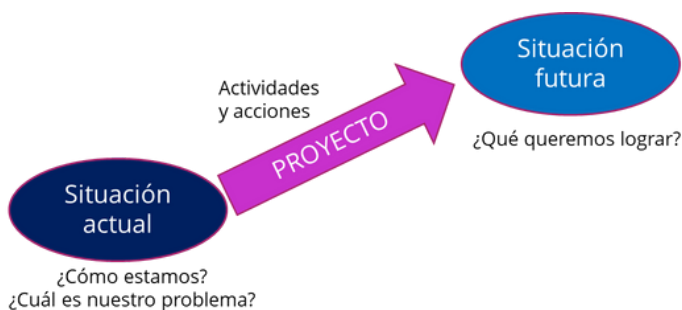 Situación
futura
Actividades
y acciones
PROYECTO
¿Qué queremos lograr?
Situación
actual
¿Cómo estamos?
¿Cuál es nuestro problema?